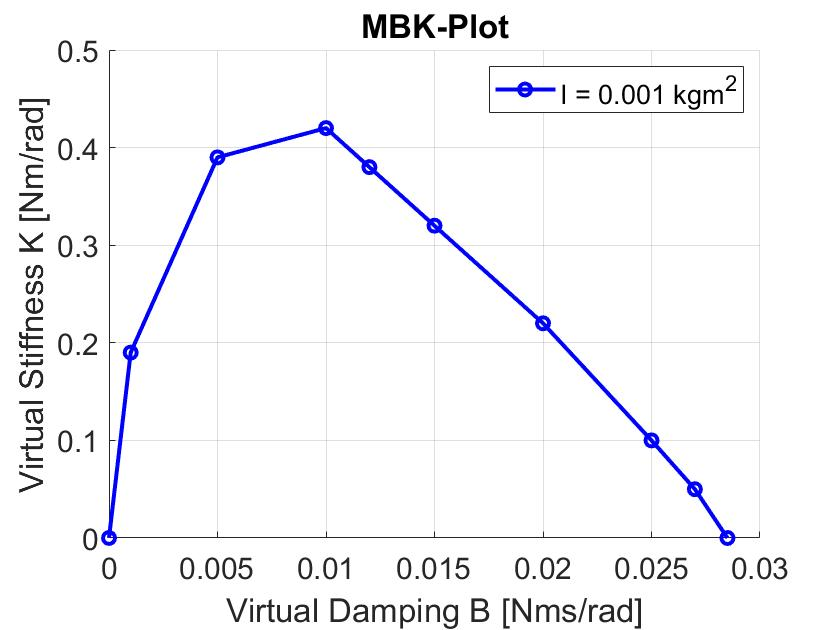 MBK-Plot
I = 0.001 kgm²
Virtual Stiffness K [Nm/rad]
0.5
0.4
0.3
0.2
0.1
0
0 0.005 0.01 0.015 0.02 0.025 0.03
Virtual Damping B [Nms/rad]